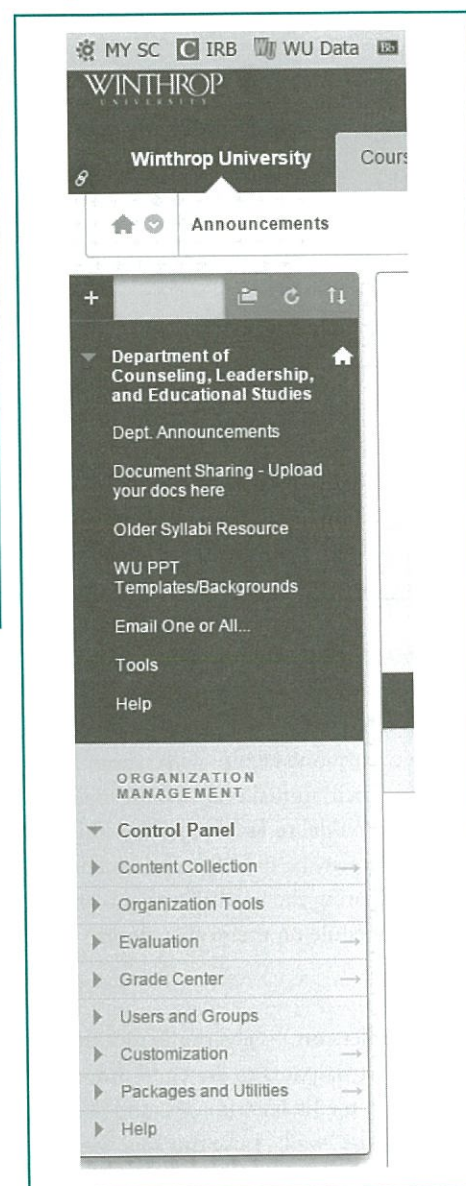 MY SC IRB WU Data Bb
WINTHROP
UNIVERSITY
Winthrop University Cours
Announcements
Department of
Counseling, Leadership,
and Educational Studies
Dept. Announcements
Document Sharing - Upload
your docs here
Older Syllabi Resource
WU PPT
Templates/Backgrounds
Email One or All...
Tools
Help
ORGANIZATION
MANAGEMENT
Control Panel
Content Collection
Organization Tools
Evaluation
Grade Center
Users and Groups
Customization
Packages and Utilities
Help